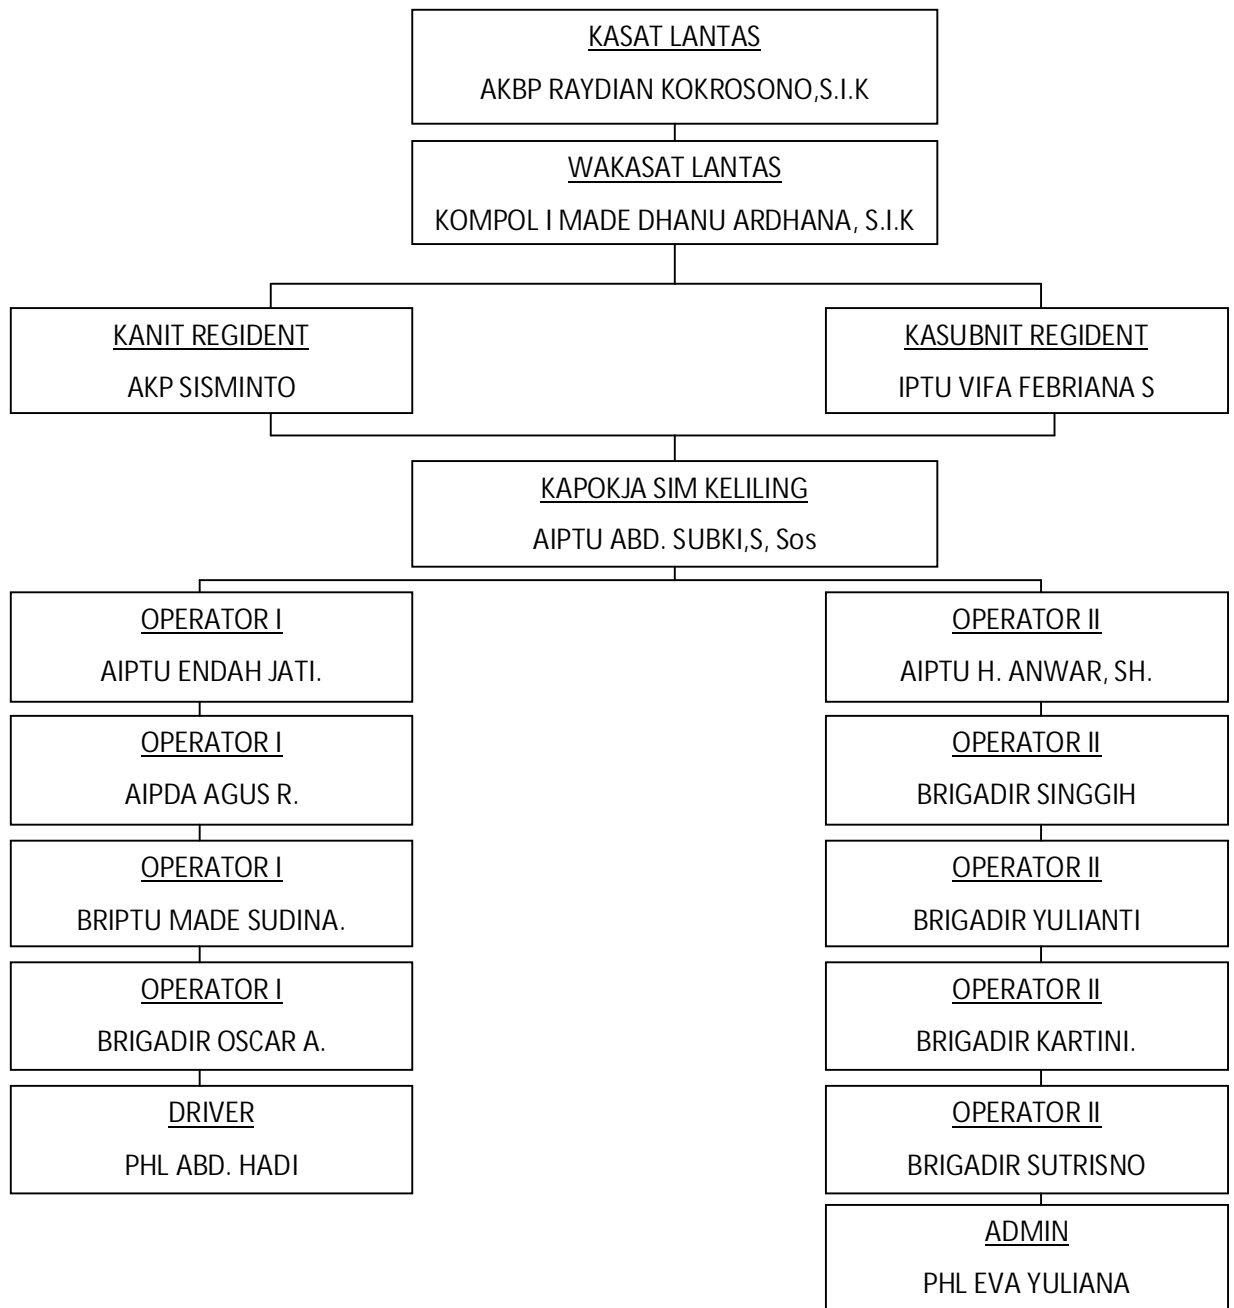 KASAT LANTAS
AKBP RAYDIAN KOKROSONO,S.I.K
WAKASAT LANTAS
KOMPOL I MADE DHANU ARDHANA, S.I.K
KANIT REGIDENT
AKP SISMINTO
KASUBNIT REGIDENT
IPTU VIFA FEBRIANA S
KAPOKJA SIM KELILING
AIPTU ABD. SUBKI,S, Sos
OPERATOR I
AIPTU ENDAH JATI.
OPERATOR I
AIPDA AGUS R.
OPERATOR I
BRIPTU MADE SUDINA.
OPERATOR I
BRIGADIR OSCAR A.
DRIVER
PHL ABD. HADI
OPERATOR II
AIPTU H. ANWAR, SH.
OPERATOR II
BRIGADIR SINGGIH
OPERATOR II
BRIGADIR YULIANTI
OPERATOR II
BRIGADIR KARTINI.
OPERATOR II
BRIGADIR SUTRISNO
ADMIN
PHL EVA YULIANA